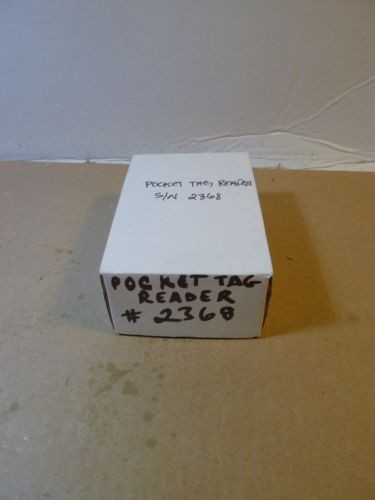 POCKET TAG READER
S/N 2368
POCKET TAG
READER
# 2368